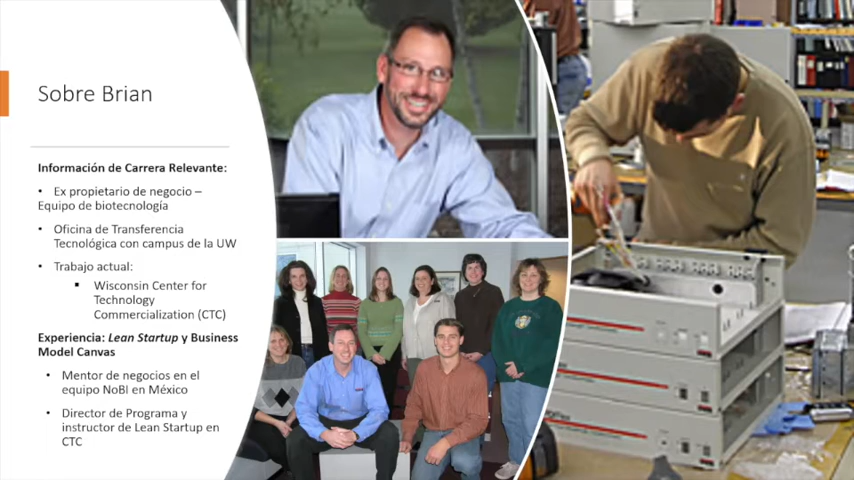 Sobre Brian
Información de Carrera Relevante:
• Ex propietario de negocio –
Equipo de biotecnología
• Oficina de Transferencia
Tecnológica con campus de la UW
• Trabajo actual:
▪ Wisconsin Center for
Technology
Commercialization (CTC)
Experiencia: Lean Startup y Business
Model Canvas
• Mentor de negocios en el
equipo NoBI en México
• Director de Programa y
instructor de Lean Startup en
CTC